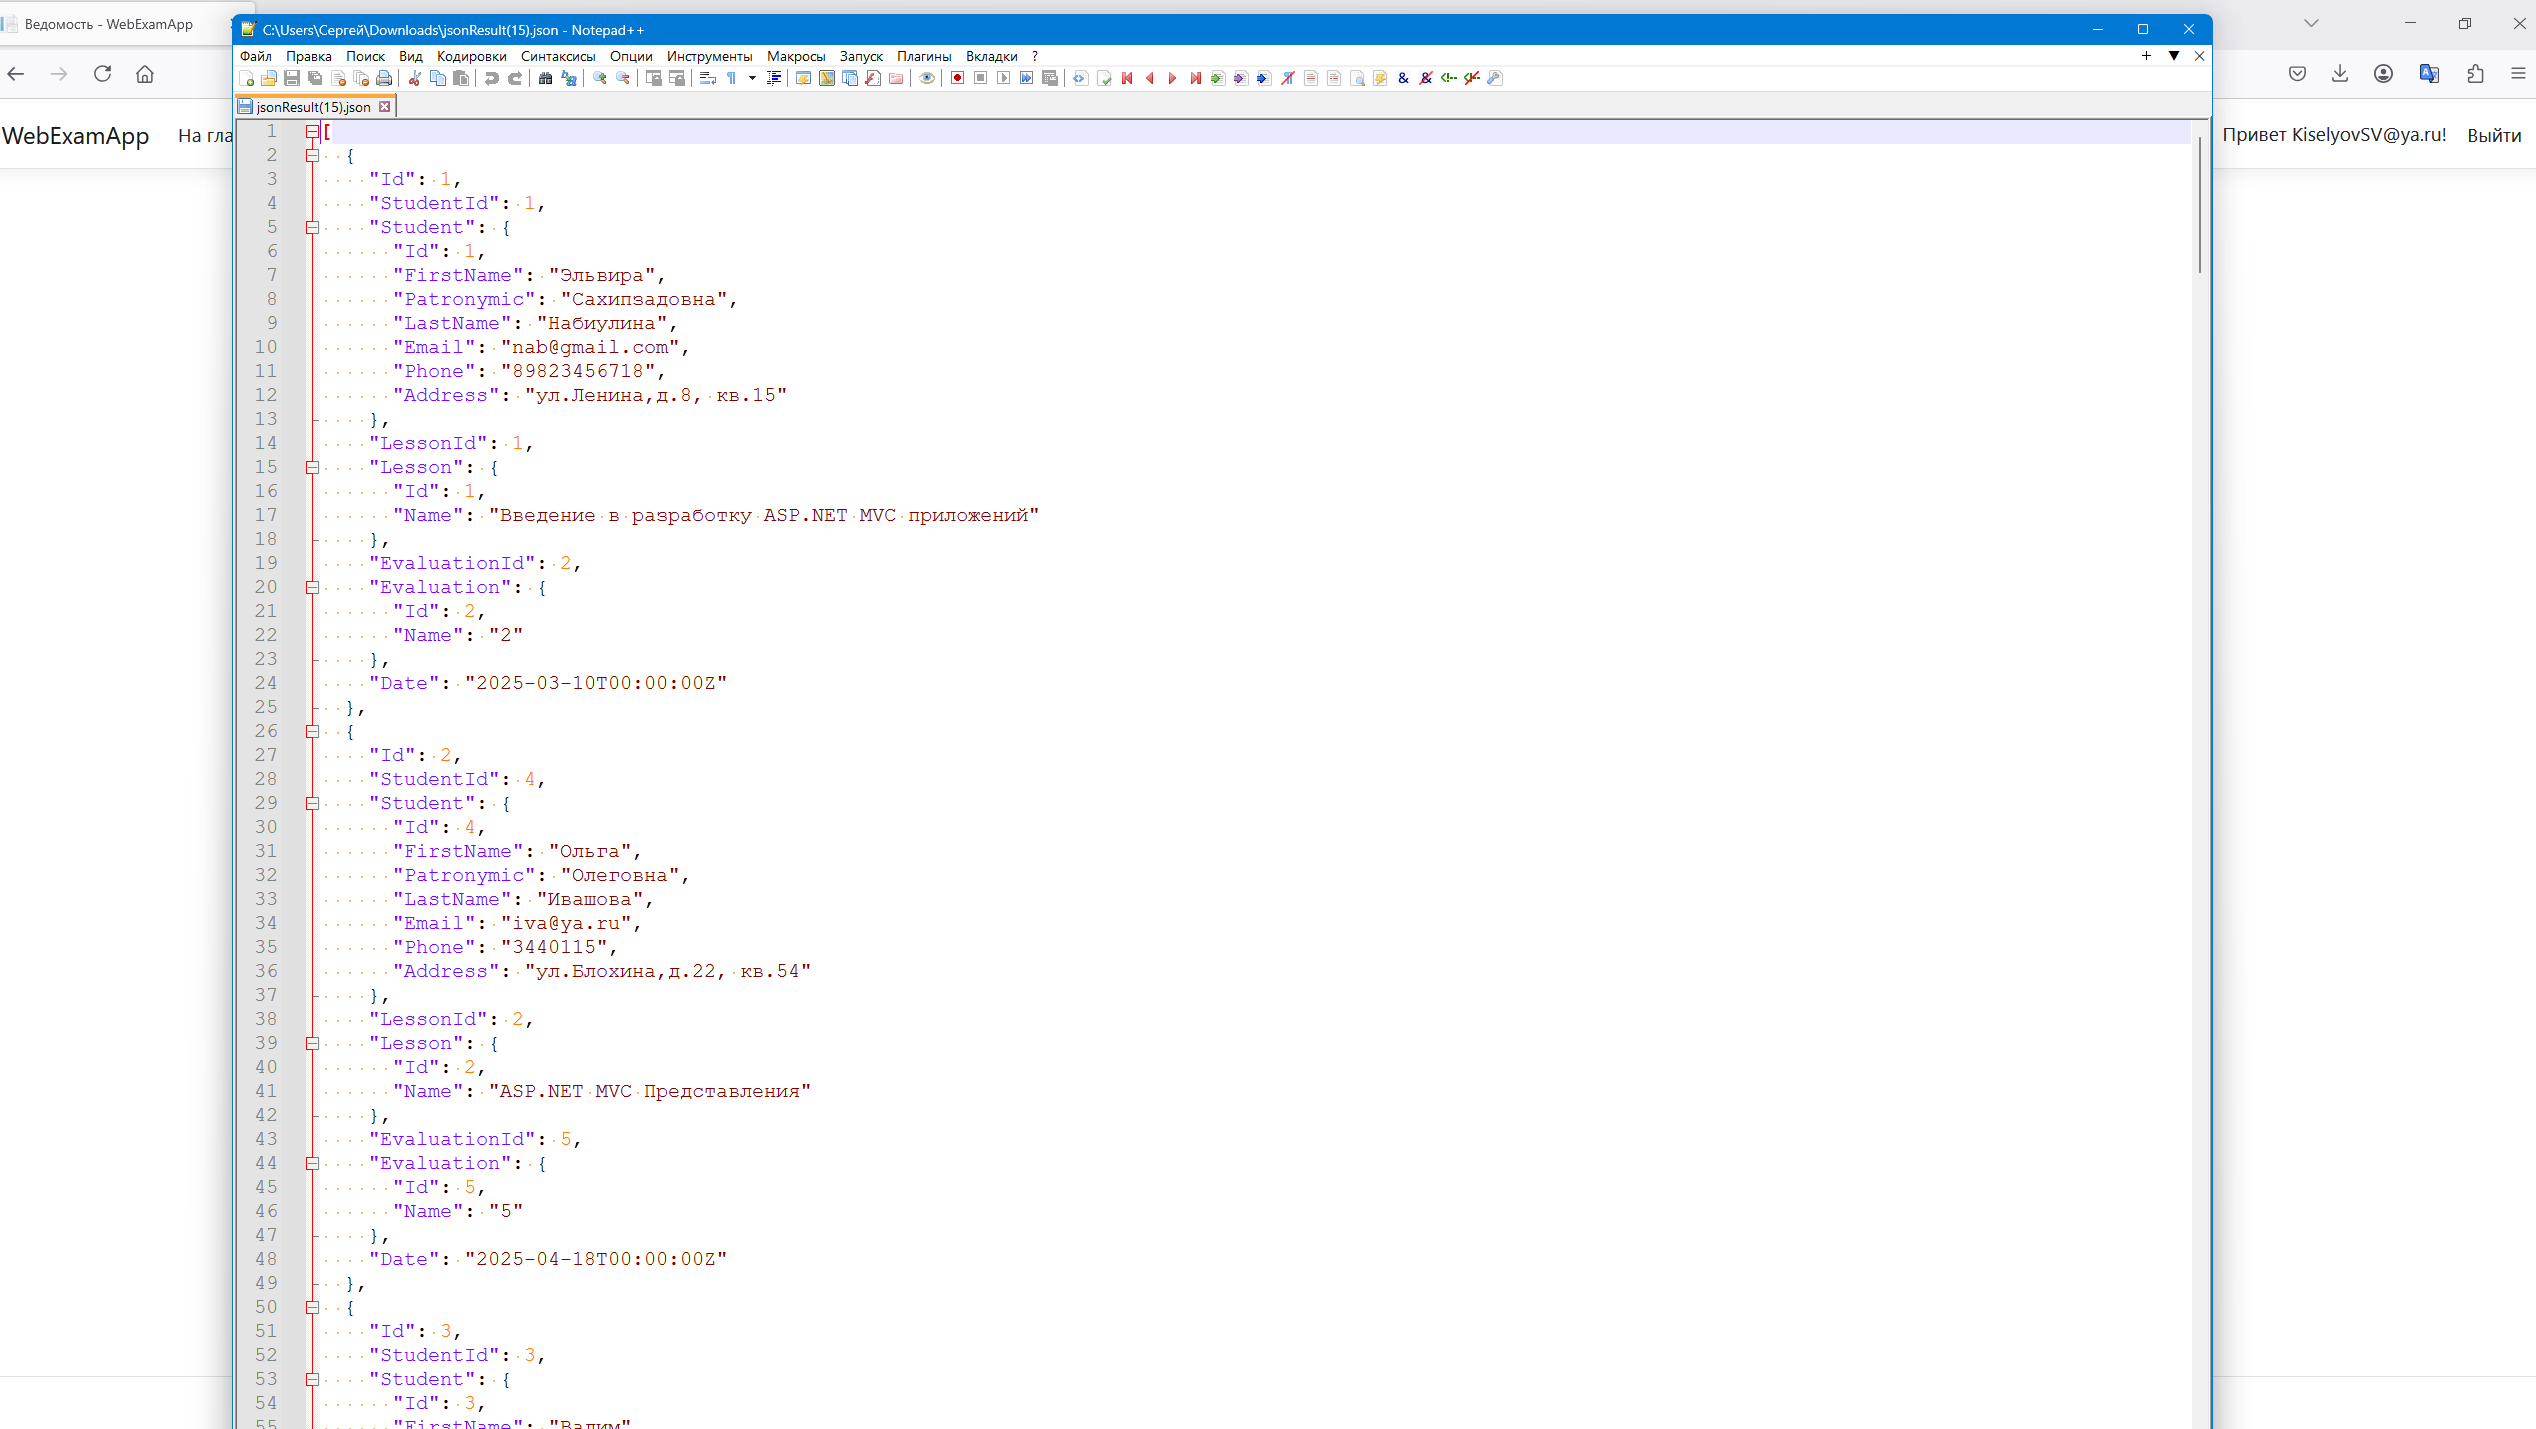 Ведомость - WebExamApp
C:\Users\Сергей\Downloads\jsonResult(15).json - Notepad++
Файл Правка Поиск Вид Кодировки Синтаксисы Опции Инструменты Макросы Запуск Плагины Вкладки ?
jsonResult(15).json
WebExamApp На гла
Привет KiselyovSV@ya.ru! Выйти
1 [
2 {
3 "Id": 1,
4 "StudentId": 1,
5 "Student": {
6 "Id": 1,
7 "FirstName": "Эльвира",
8 "Patronymic": "Сахипзадовна",
9 "LastName": "Набиулина",
10 "Email": "nab@gmail.com",
11 "Phone": "89823456718",
12 "Address": "ул.Ленина,д.8, кв.15"
13 },
14 "LessonId": 1,
15 "Lesson": {
16 "Id": 1,
17 "Name": "Введение в разработку ASP.NET MVC приложений"
18 },
19 "EvaluationId": 2,
20 "Evaluation": {
21 "Id": 2,
22 "Name": "2"
23 },
24 "Date": "2025-03-10T00:00:00Z"
25 },
26 {
27 "Id": 2,
28 "StudentId": 4,
29 "Student": {
30 "Id": 4,
31 "FirstName": "Ольга",
32 "Patronymic": "Олеговна",
33 "LastName": "Ивашова",
34 "Email": "iva@ya.ru",
35 "Phone": "3440115",
36 "Address": "ул.Блохина,д.22, кв.54"
37 },
38 "LessonId": 2,
39 "Lesson": {
40 "Id": 2,
41 "Name": "ASP.NET MVC Представления"
42 },
43 "EvaluationId": 5,
44 "Evaluation": {
45 "Id": 5,
46 "Name": "5"
47 },
48 "Date": "2025-04-18T00:00:00Z"
49 },
50 {
51 "Id": 3,
52 "StudentId": 3,
53 "Student": {
54 "Id": 3,
55 "FirstName": "Вадим"